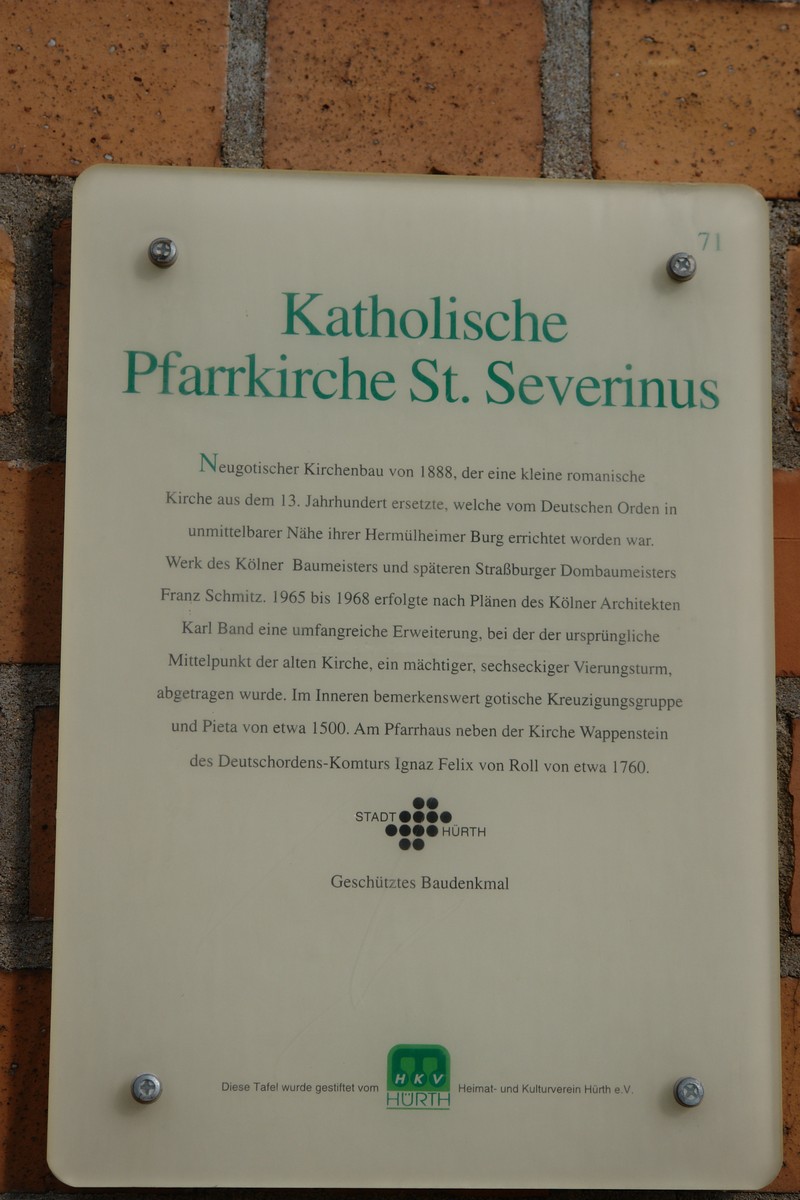 71
Katholische
Pfarrkirche St. Severinus
Neugotischer Kirchenbau von 1888, der eine kleine romanische
Kirche aus dem 13. Jahrhundert ersetzte, welche vom Deutschen Orden in
unmittelbarer Nähe ihrer Hermülheimer Burg errichtet worden war.
Werk des Kölner Baumeisters und späteren Straßburger Dombaumeisters
Franz Schmitz. 1965 bis 1968 erfolgte nach Plänen des Kölner Architekten
Karl Band eine umfangreiche Erweiterung, bei der der ursprüngliche
Mittelpunkt der alten Kirche, ein mächtiger, sechseckiger Vierungsturm,
abgetragen wurde. Im Inneren bemerkenswert gotische Kreuzigungsgruppe
und Pieta von etwa 1500. Am Pfarrhaus neben der Kirche Wappenstein
des Deutschordens-Komturs Ignaz Felix von Roll von etwa 1760.
STADT
HÜRTH
Geschütztes Baudenkmal
Diese Tafel wurde gestiftet vom
HKV
HÜRTH
Heimat- und Kulturverein Hürth e.V.